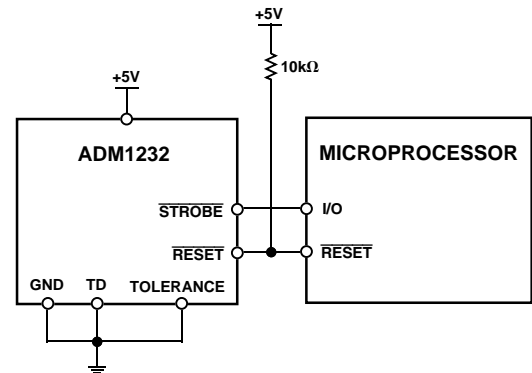 +5V
10kΩ
+5V
ADM1232
MICROPROCESSOR
STROBE
I/O
RESET
RESET
GND TD TOLERANCE